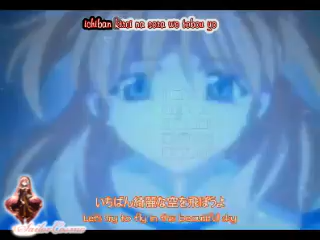 ichiban kirei na sora wo tobou yo
いちばん綺麗な空を飛ぼうよ
Let's try to fly in the beautiful day